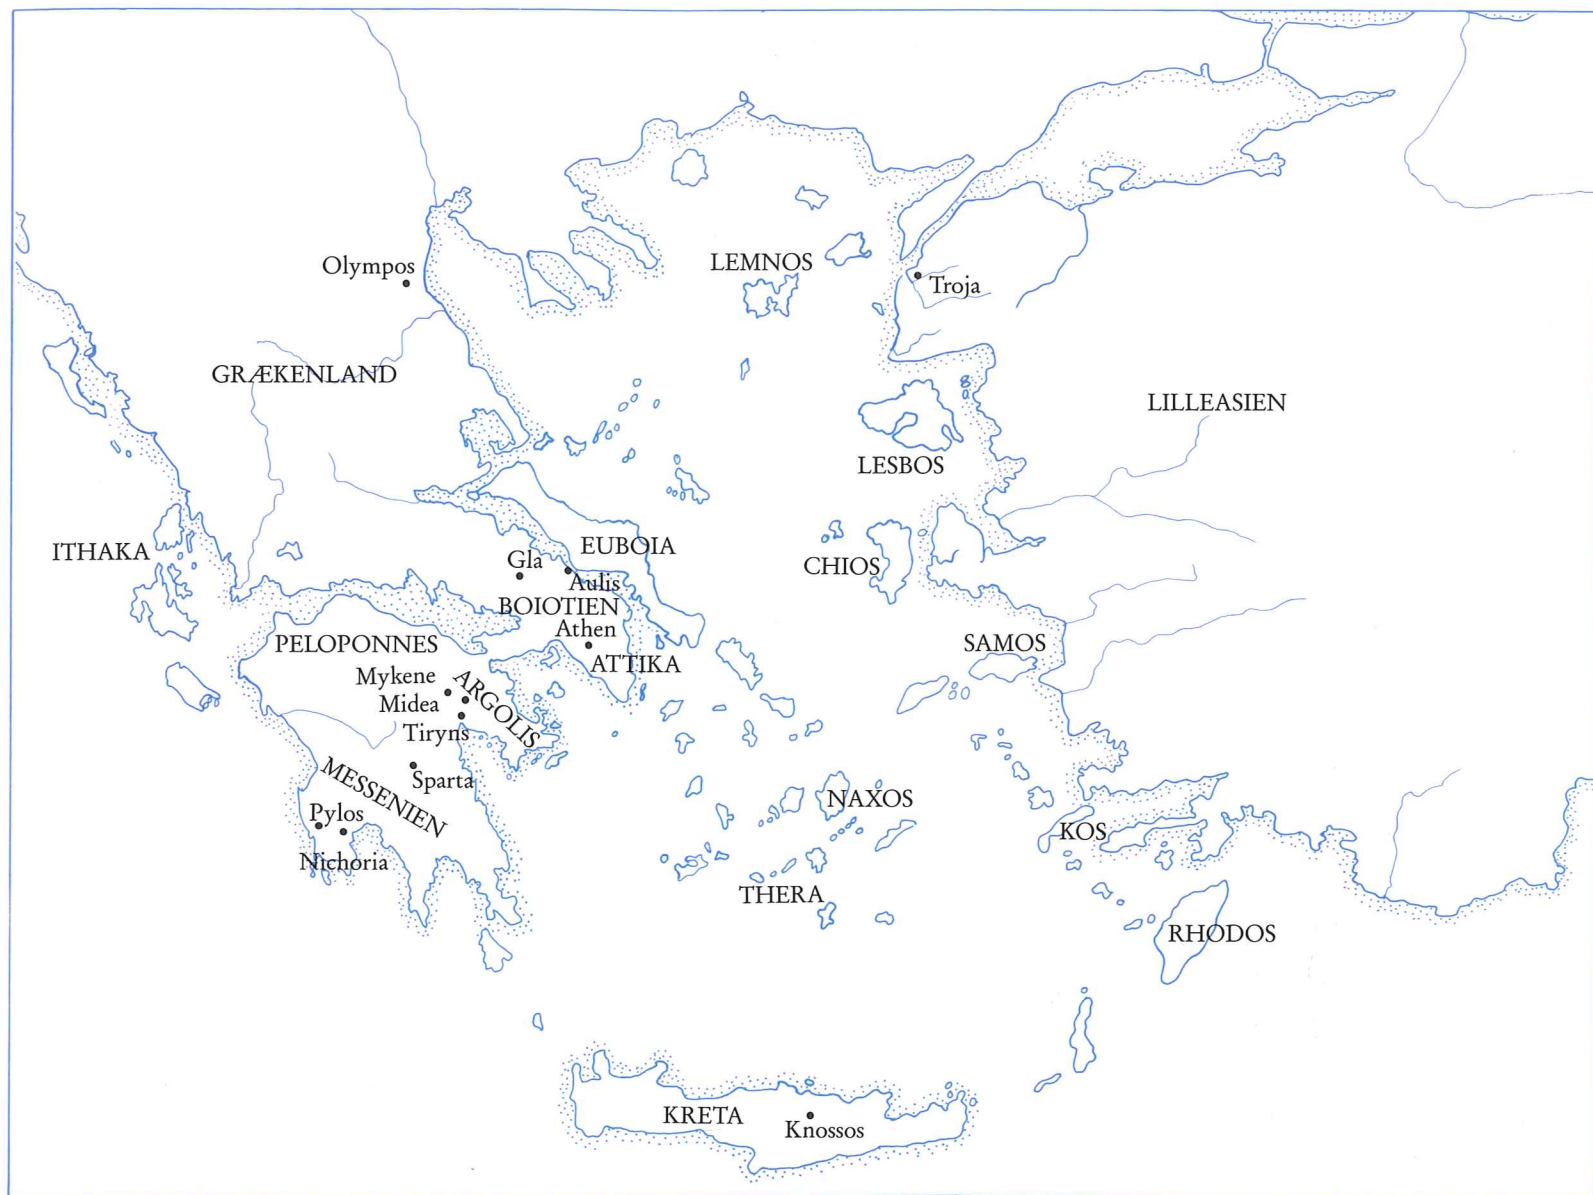 LEMNOS
Olympos
Troja
GRÆKENLAND
LILLEASIEN
LESBOS
ITHAKA
EUBOIA
Gla
CHIOS
Aulis
BOIOTIEN
Athen
PELOPONNES
SAMOS
ATTIKA
Mykene
ARGOLIS
Midea
Tiryns
MESSENIEN
Sparta
NAXOS
Pylos
KOS
Nichoria
THERA
RHODOS
KRETA
Knossos